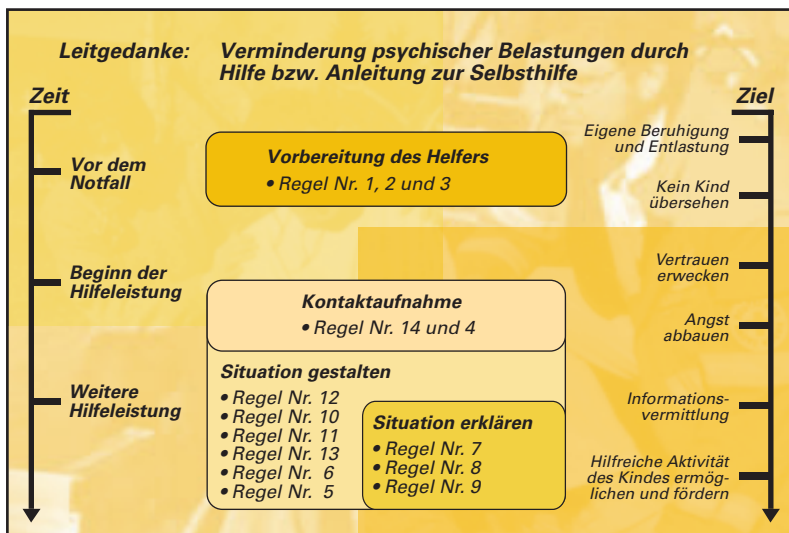 Leitgedanke: Verminderung psychischer Belastungen durch
Hilfe bzw. Anleitung zur Selbsthilfe
Zeit
Vor dem
Notfall
Beginn der
Hilfeleistung
Weitere
Hilfeleistung
Vorbereitung des Helfers
• Regel Nr. 1, 2 und 3
Kontaktaufnahme
• Regel Nr. 14 und 4
Situation gestalten
• Regel Nr. 12
• Regel Nr. 10
• Regel Nr. 11
• Regel Nr. 13
• Regel Nr. 6
• Regel Nr. 5
Situation erklären
• Regel Nr. 7
• Regel Nr. 8
• Regel Nr. 9
Ziel
Eigene Beruhigung
und Entlastung
Kein Kind
übersehen
Vertrauen
erwecken
Angst
abbauen
Informations-
vermittlung
Hilfreiche Aktivität
des Kindes ermög-
lichen und fördern